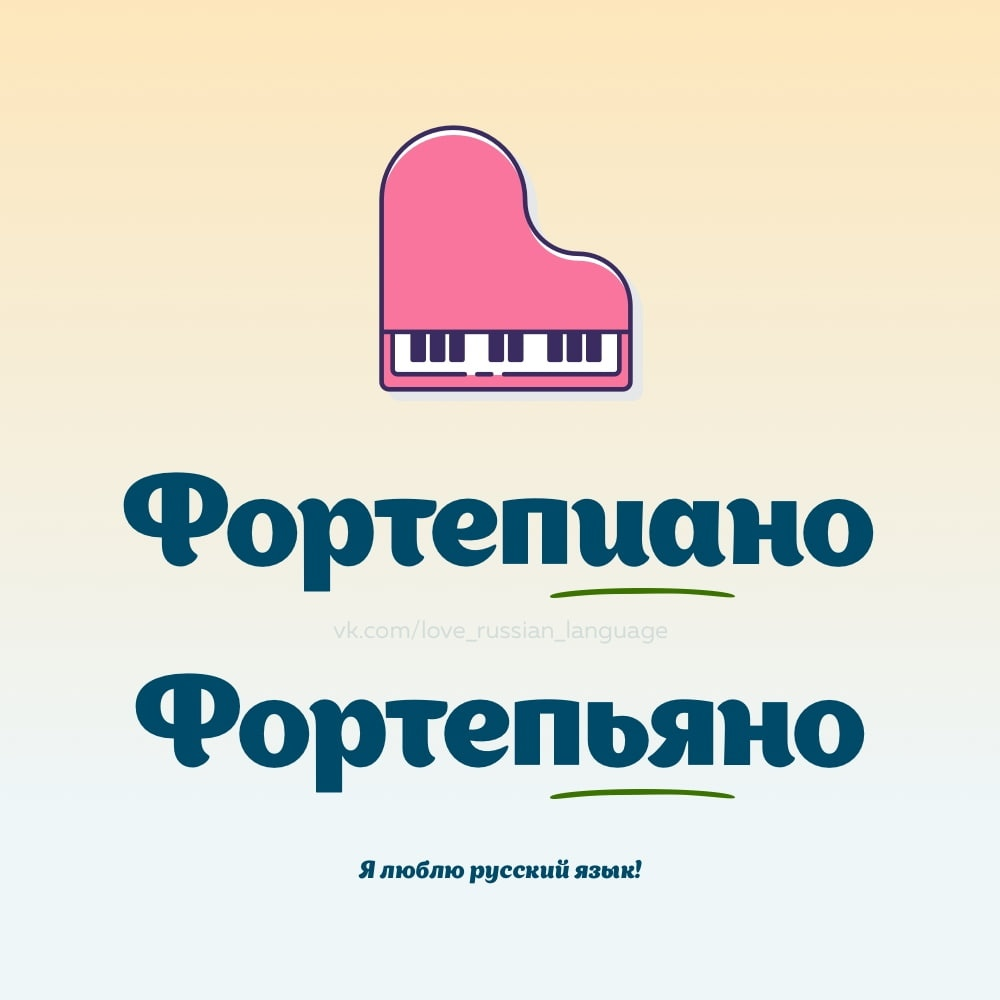 Фортепиано
vk.com/love_russian_language
Фортепьяно
Я люблю русский язык!